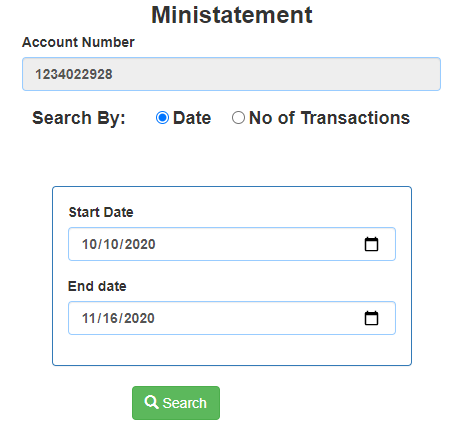 Ministatement
Account Number
1234022928
Search By: Date No of Transactions
Start Date
10/10/2020
End date
11/16/2020
Search